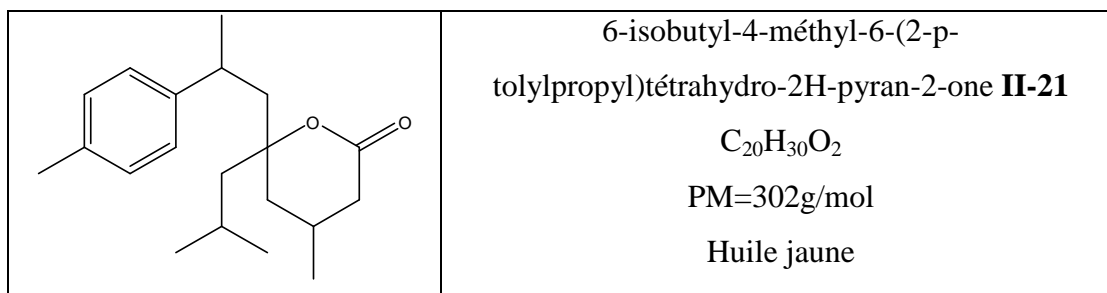 6-isobutyl-4-méthyl-6-(2-p-
tolylpropyl)tétrahydro-2H-pyran-2-one II-21
C₂₀H₃₀O₂
PM=302g/mol
Huile jaune
O
O